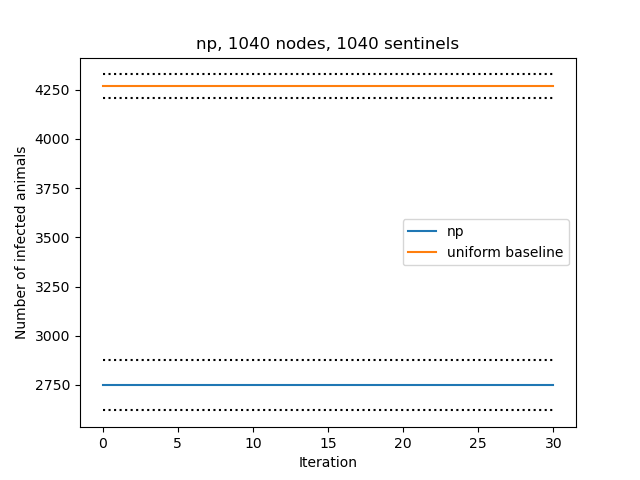 np, 1040 nodes, 1040 sentinels
Number of infected animals
4250
4000
3750
3500
3250
3000
2750
np
uniform baseline
0 5 10 15 20 25 30
Iteration